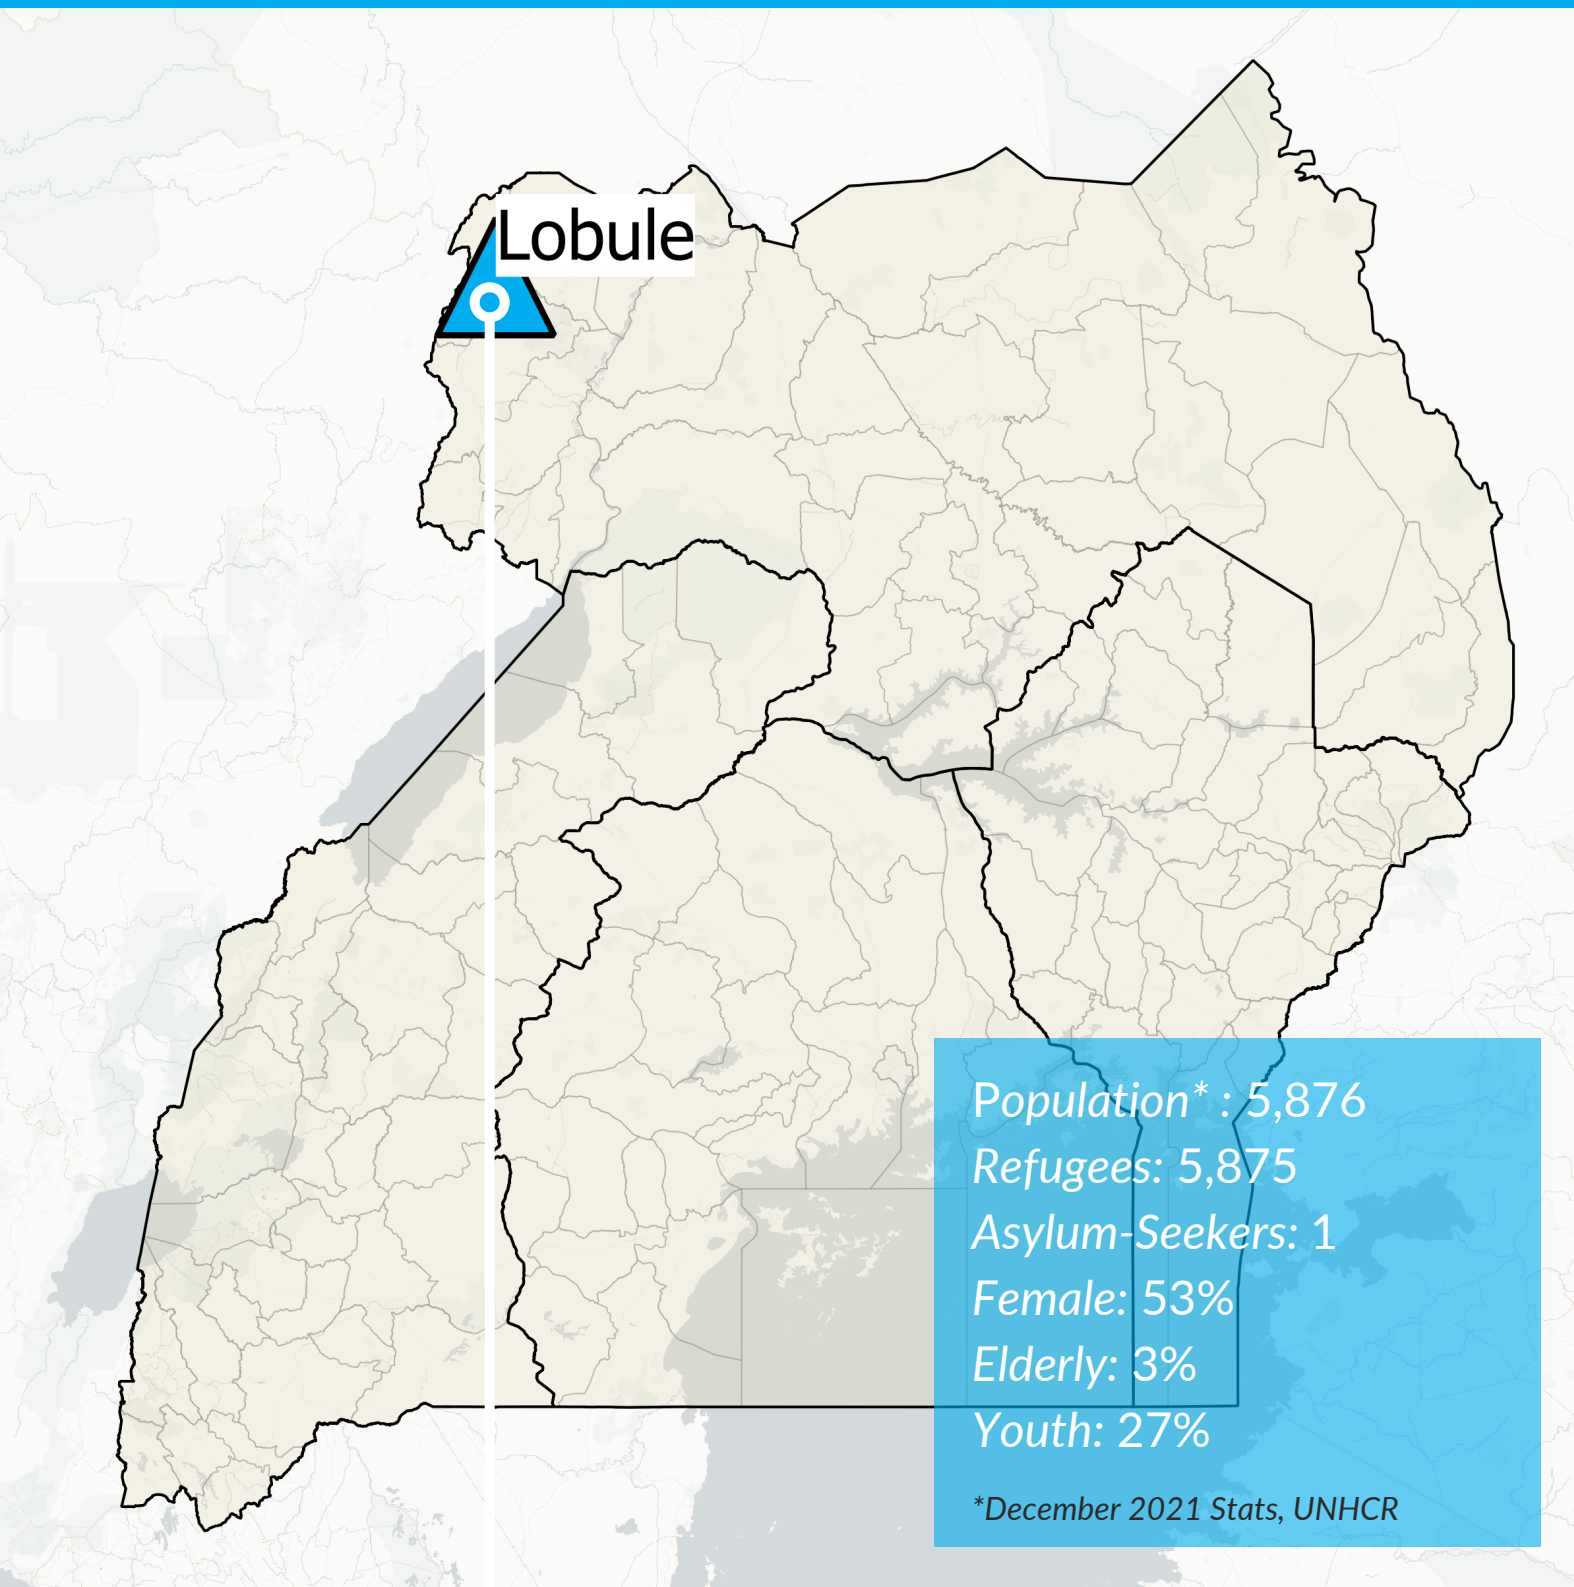 Lobule
Population* : 5,876
Refugees: 5,875
Asylum-Seekers: 1
Female: 53%
Elderly: 3%
Youth: 27%
*December 2021 Stats, UNHCR